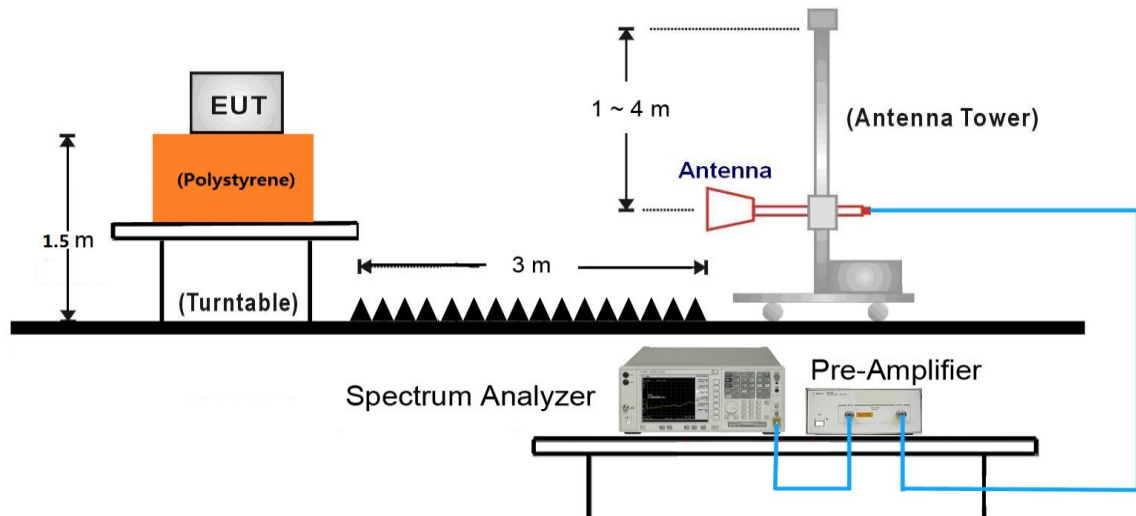 EUT
(Polystyrene)
1.5 m
(Turntable)
3 m
1 ~ 4 m
(Antenna Tower)
Antenna
Spectrum Analyzer
Pre-Amplifier